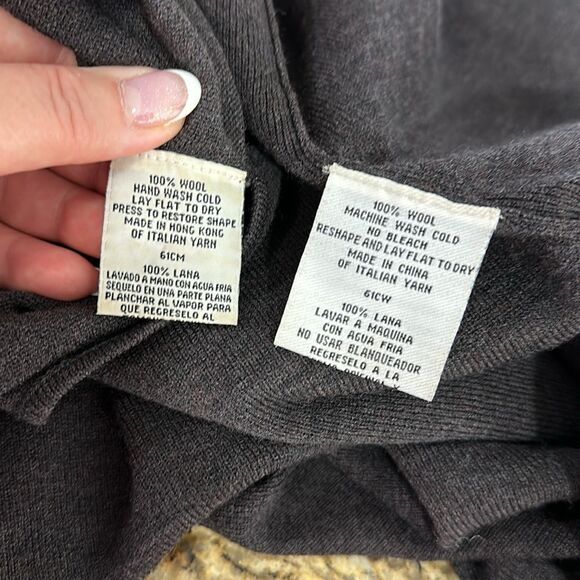 100% WOOL
HAND WASH COLD
LAY FLAT TO DRY
PRESS TO RESTORE SHAPE
MADE IN HONG KONG
OF ITALIAN YARN
61CM
100% LANA
LAVADO A MANO CON AGUA FRIA
SEQUELO EN UNA PARTE PLANA
PLANCHAR AL VAPOR PARA
QUE REGRESELO AL
100% WOOL
MACHINE WASH COLD
NO BLEACH
RESHAPE AND LAY FLAT TO DRY
MADE IN CHINA
OF ITALIAN YARN
61CW
100% LANA
LAVAR A MAQUINA
CON AGUA FRIA
NO USAR BLANQUEADOR
REGRESELO A LA